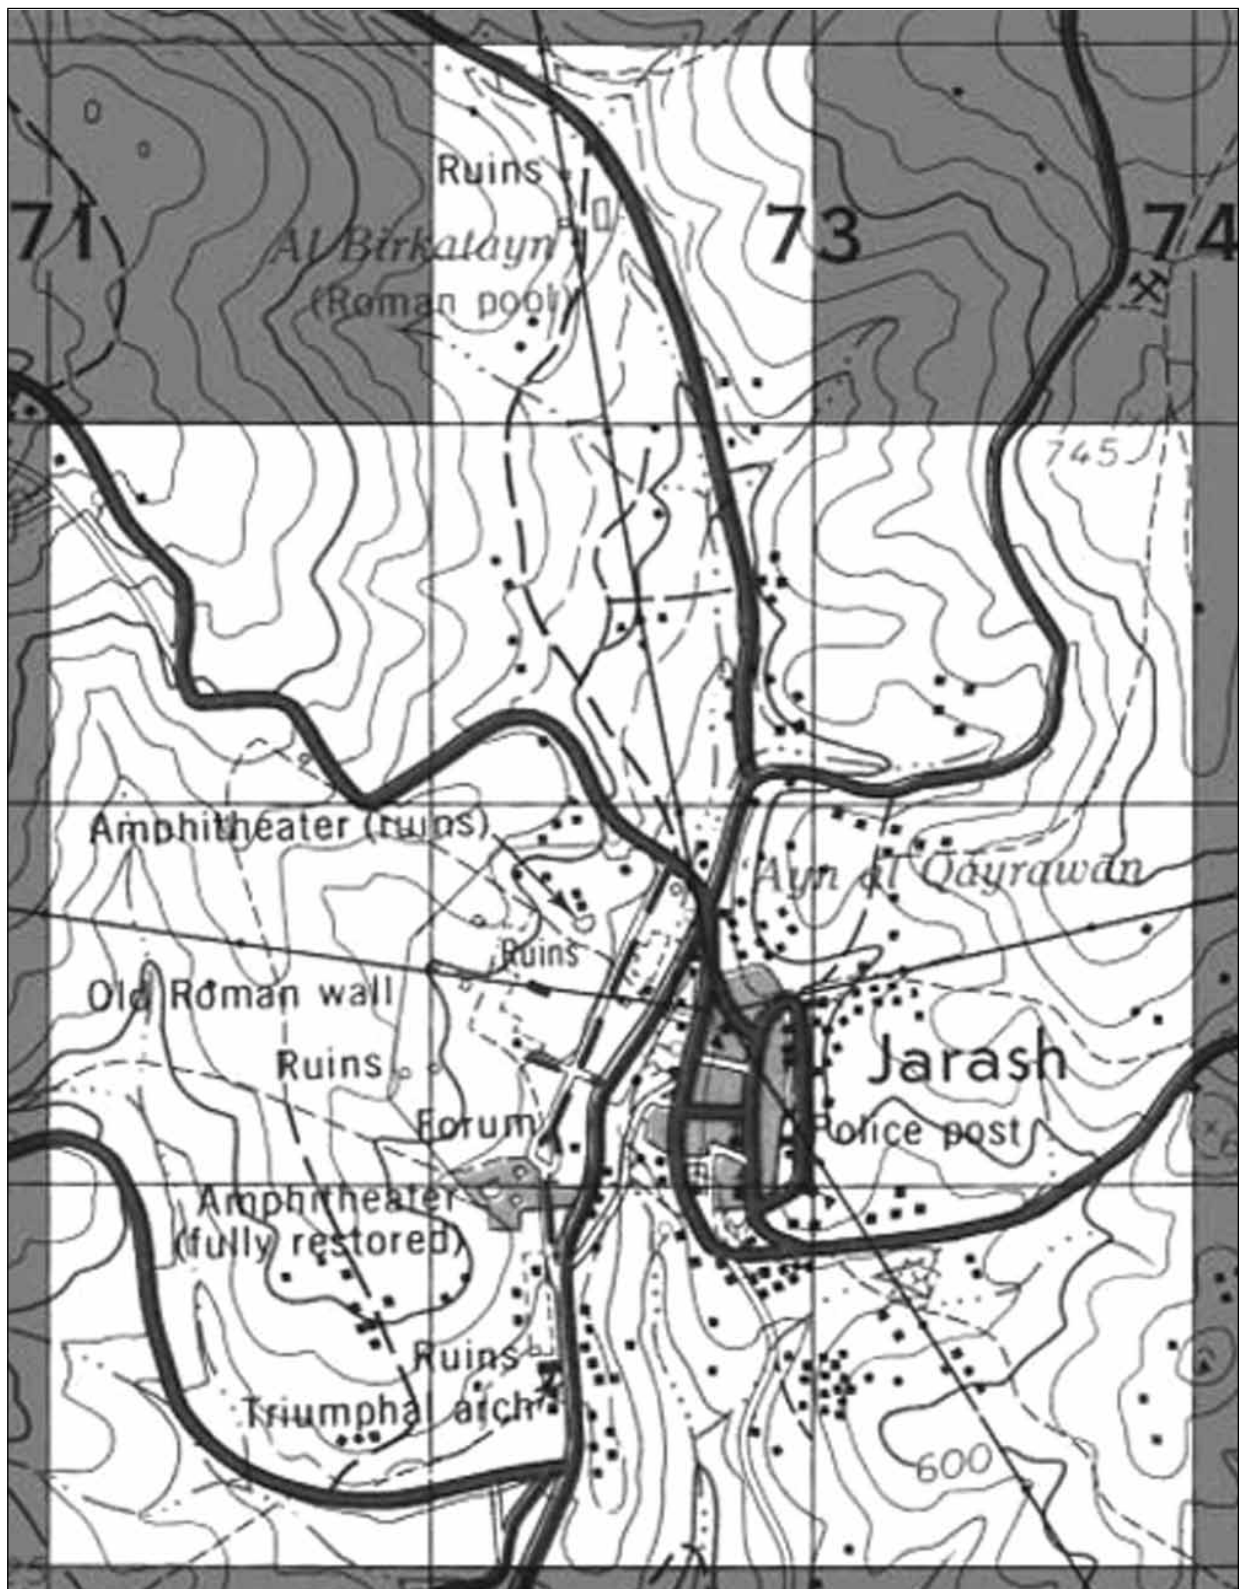 Ruins
71
Al Birkatayn
73
74
(Roman pool)
745
Amphitheater (ruins)
'Ayn al Qayrawān
Ruins
Old Roman wall
Jarash
Ruins
Forum
Police post
Amphitheater
(fully restored)
Ruins
Triumphal arch
600